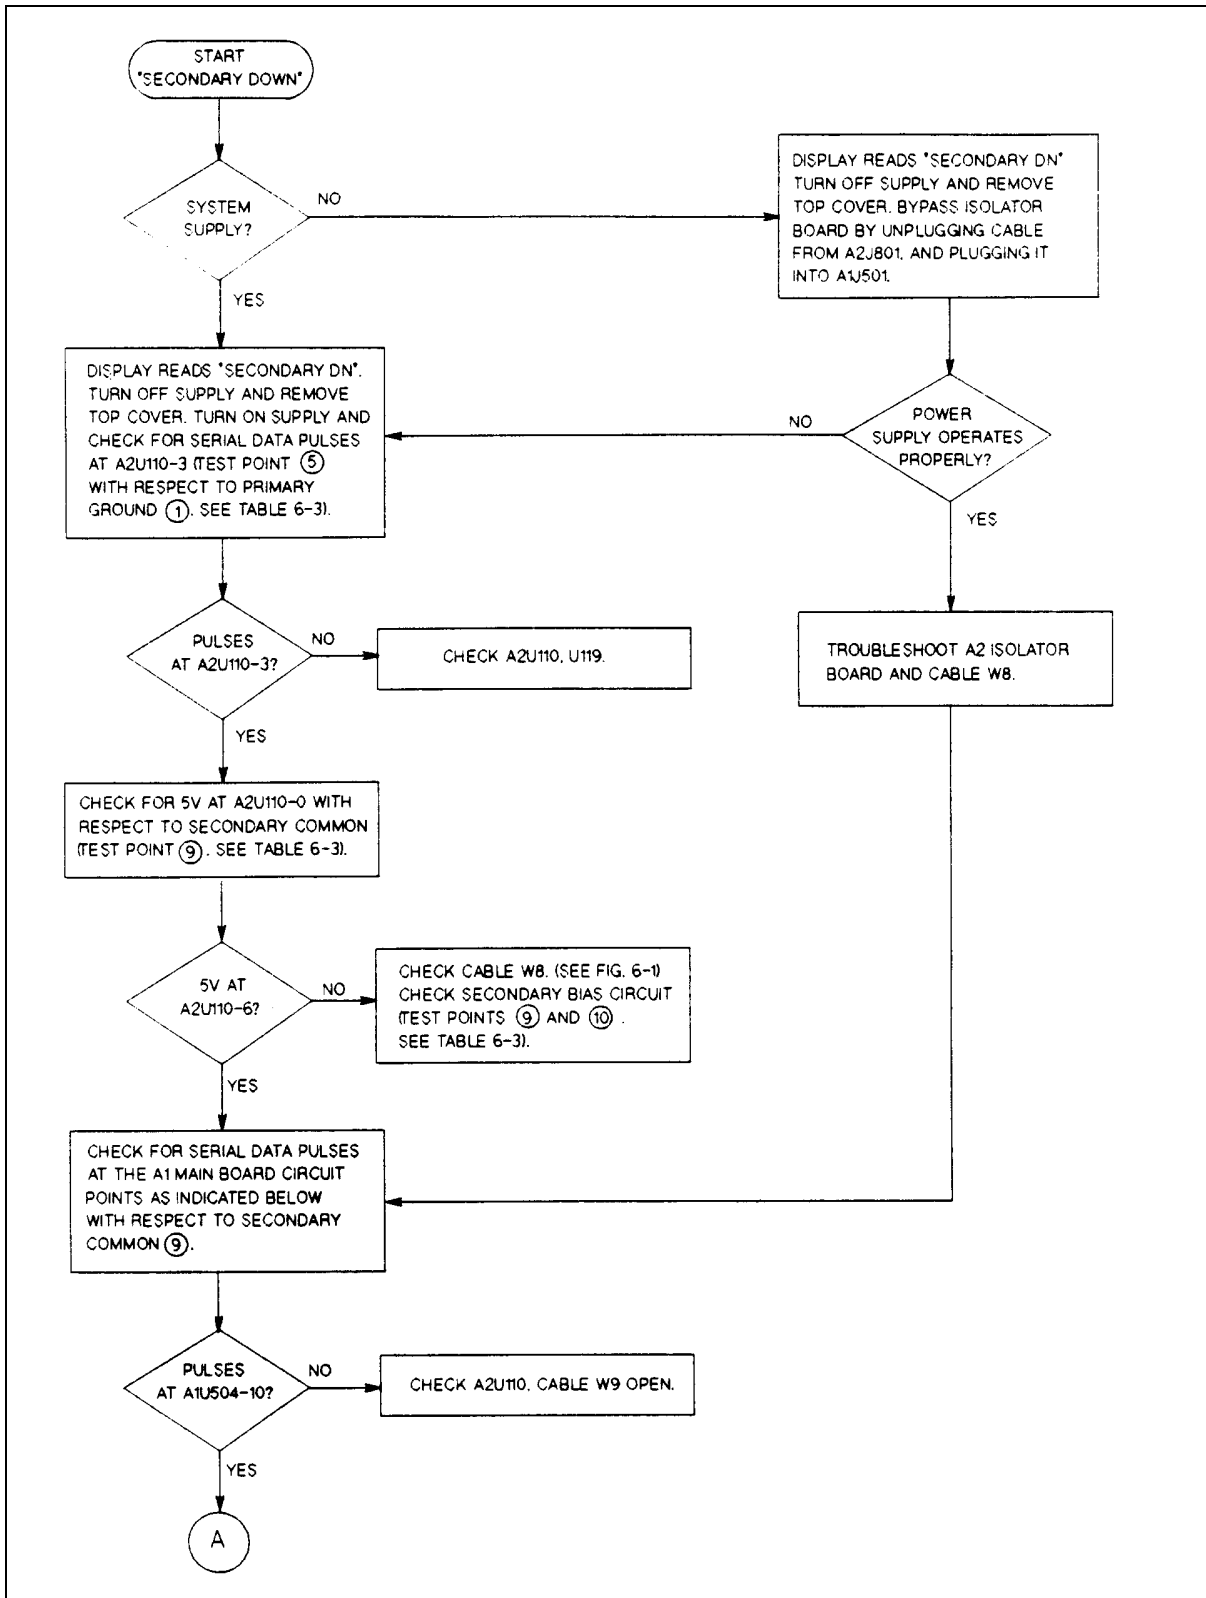 START
"SECONDARY DOWN"
SYSTEM
SUPPLY?
NO
YES
DISPLAY READS "SECONDARY DN"
TURN OFF SUPPLY AND REMOVE
TOP COVER. BYPASS ISOLATOR
BOARD BY UNPLUGGING CABLE
FROM A2J801, AND PLUGGING IT
INTO A1J501.
DISPLAY READS "SECONDARY DN".
TURN OFF SUPPLY AND REMOVE
TOP COVER. TURN ON SUPPLY AND
CHECK FOR SERIAL DATA PULSES
AT A2U110-3 (TEST POINT 5
WITH RESPECT TO PRIMARY
GROUND 1. SEE TABLE 6-3).
NO
POWER
SUPPLY OPERATES
PROPERLY?
YES
PULSES
AT A2U110-3?
NO
CHECK A2U110, U119.
TROUBLESHOOT A2 ISOLATOR
BOARD AND CABLE W8.
YES
CHECK FOR 5V AT A2U110-0 WITH
RESPECT TO SECONDARY COMMON
(TEST POINT 9. SEE TABLE 6-3).
5V AT
A2U110-6?
NO
CHECK CABLE W8. (SEE FIG. 6-1)
CHECK SECONDARY BIAS CIRCUIT
(TEST POINTS 9 AND 10.
SEE TABLE 6-3).
YES
CHECK FOR SERIAL DATA PULSES
AT THE A1 MAIN BOARD CIRCUIT
POINTS AS INDICATED BELOW
WITH RESPECT TO SECONDARY
COMMON 9.
PULSES
AT A1U504-10?
NO
CHECK A2U110, CABLE W9 OPEN.
YES
A